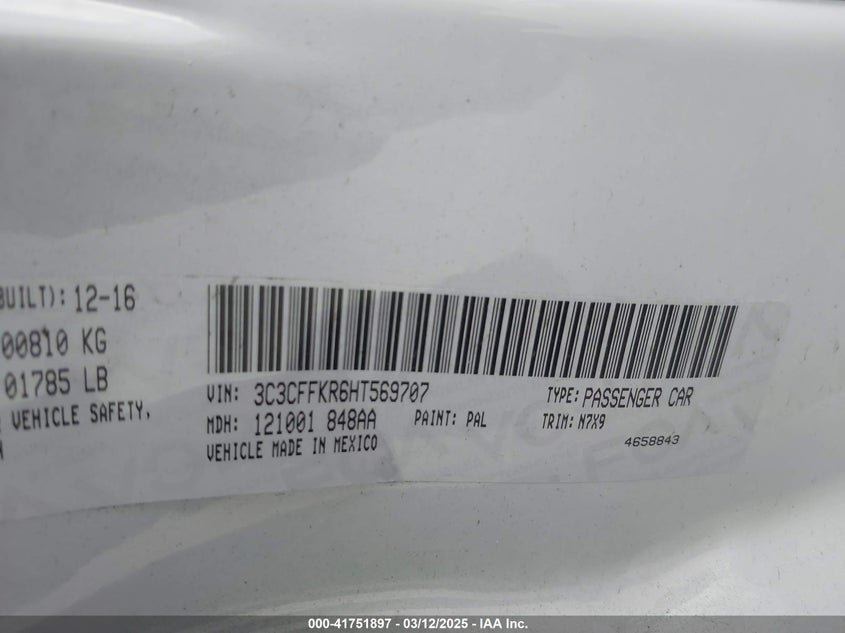 BUILT): 12-16
00810 KG
01785 LB
VEHICLE SAFETY,
VIN: 3C3CFFKR6HT569707
TYPE: PASSENGER CAR
MDH: 121001 848AA
PAINT: PAL
TRIM: N7X9
VEHICLE MADE IN MEXICO
4658843
000-41751897 - 03/12/2025 - IAA Inc.